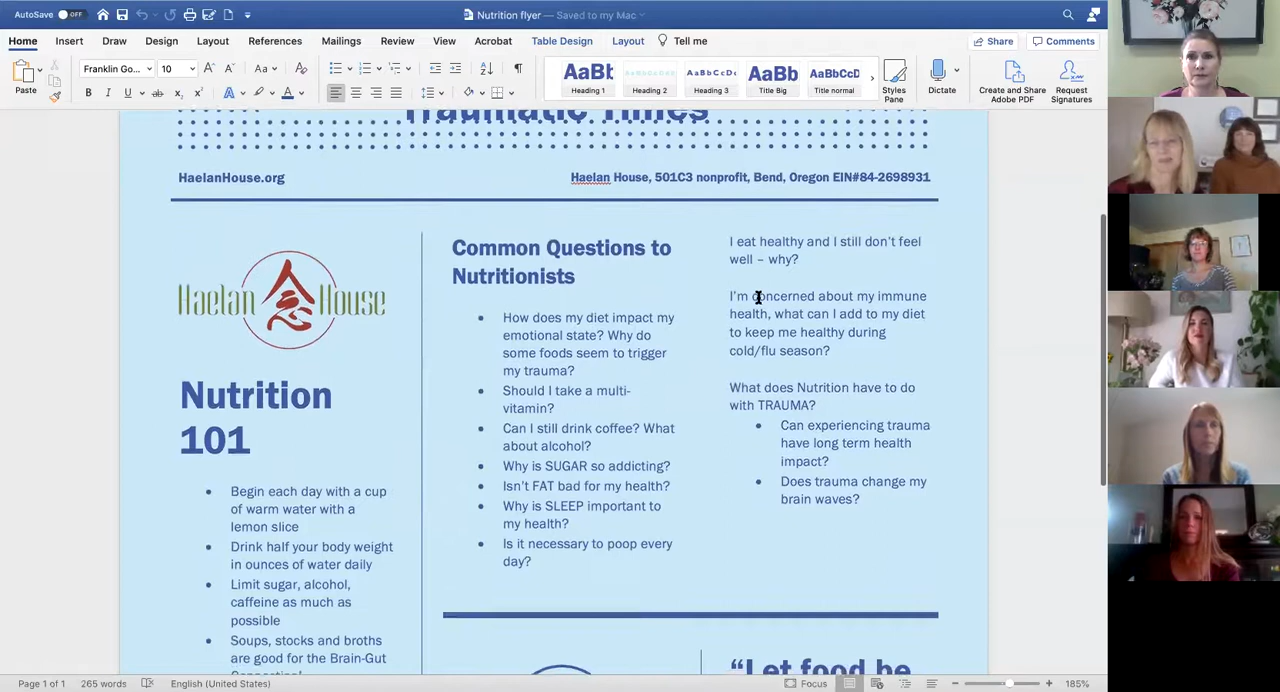 AutoSave OFF
Nutrition flyer — Saved to my Mac
Home Insert Draw Design Layout References Mailings Review View Acrobat Table Design Layout Tell me
Share Comments
Paste
Franklin Go... 10
AaBb
Heading 1
AaBbCcDc
Heading 2
AaBbCcDc
Heading 3
AaBb
Title Big
AaBbCcD
Title normal
Styles Pane
Dictate
Create and Share Adobe PDF
Request Signatures
Traumatic Times
HaelanHouse.org
Haelan House, 501C3 nonprofit, Bend, Oregon EIN#84-2698931
Haelan House
Nutrition
101
Begin each day with a cup
of warm water with a
lemon slice
Drink half your body weight
in ounces of water daily
Limit sugar, alcohol,
caffeine as much as
possible
Soups, stocks and broths
are good for the Brain-Gut
Common Questions to
Nutritionists
How does my diet impact my
emotional state? Why do
some foods seem to trigger
my trauma?
Should I take a multi-
vitamin?
Can I still drink coffee? What
about alcohol?
Why is SUGAR so addicting?
Isn't FAT bad for my health?
Why is SLEEP important to
my health?
Is it necessary to poop every
day?
I eat healthy and I still don't feel
well – why?
I'm concerned about my immune
health, what can I add to my diet
to keep me healthy during
cold/flu season?
What does Nutrition have to do
with TRAUMA?
Can experiencing trauma
have long term health
impact?
Does trauma change my
brain waves?
"Let food be
Page 1 of 1 265 words English (United States) Focus 185%